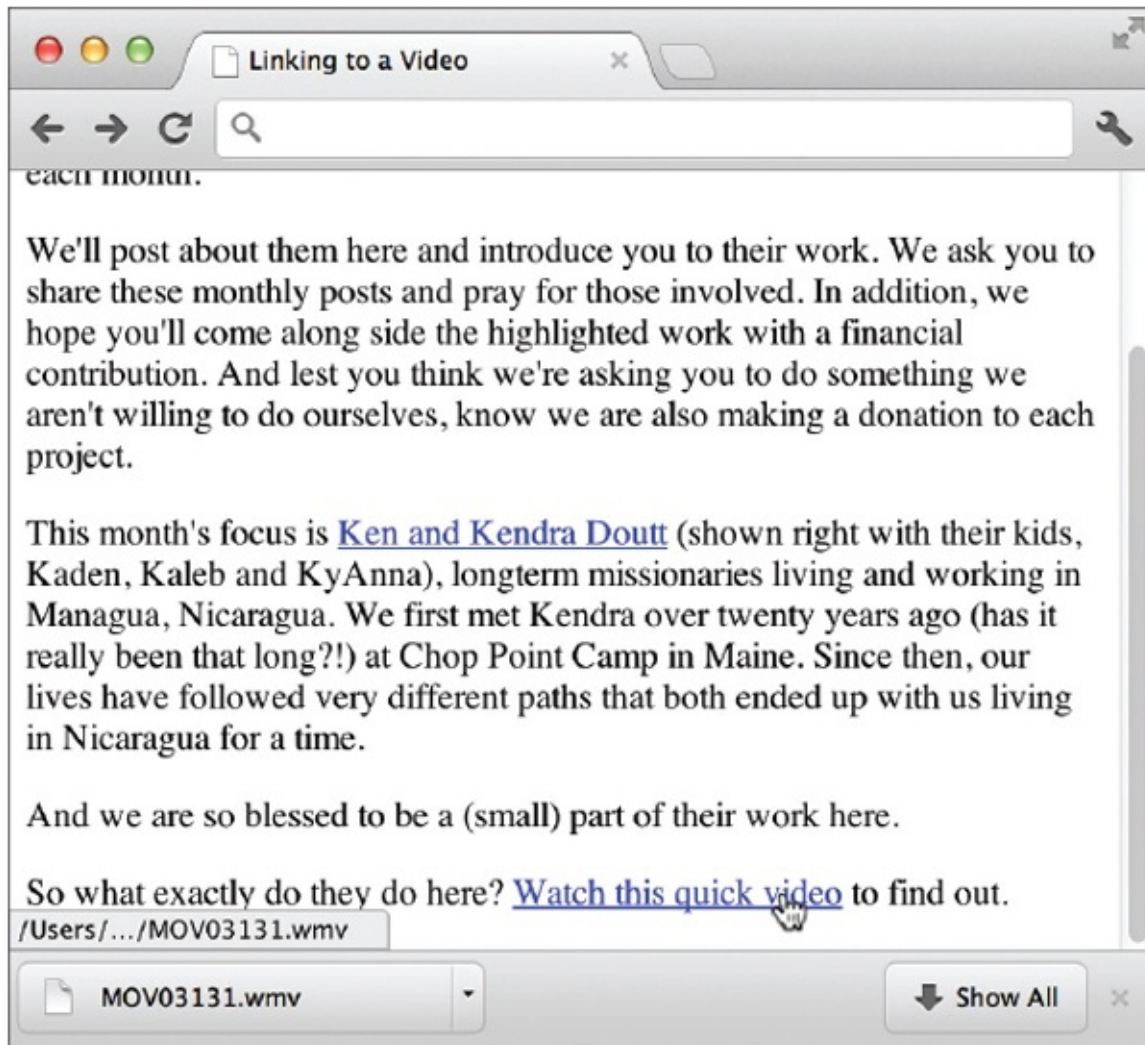 Linking to a Video
each month.
We'll post about them here and introduce you to their work. We ask you to
share these monthly posts and pray for those involved. In addition, we
hope you'll come along side the highlighted work with a financial
contribution. And lest you think we're asking you to do something we
aren't willing to do ourselves, know we are also making a donation to each
project.
This month's focus is Ken and Kendra Doutt (shown right with their kids,
Kaden, Kaleb and KyAnna), longterm missionaries living and working in
Managua, Nicaragua. We first met Kendra over twenty years ago (has it
really been that long?!) at Chop Point Camp in Maine. Since then, our
lives have followed very different paths that both ended up with us living
in Nicaragua for a time.
And we are so blessed to be a (small) part of their work here.
So what exactly do they do here? Watch this quick video to find out.
/Users/.../MOV03131.wmv
MOV03131.wmv
Show All